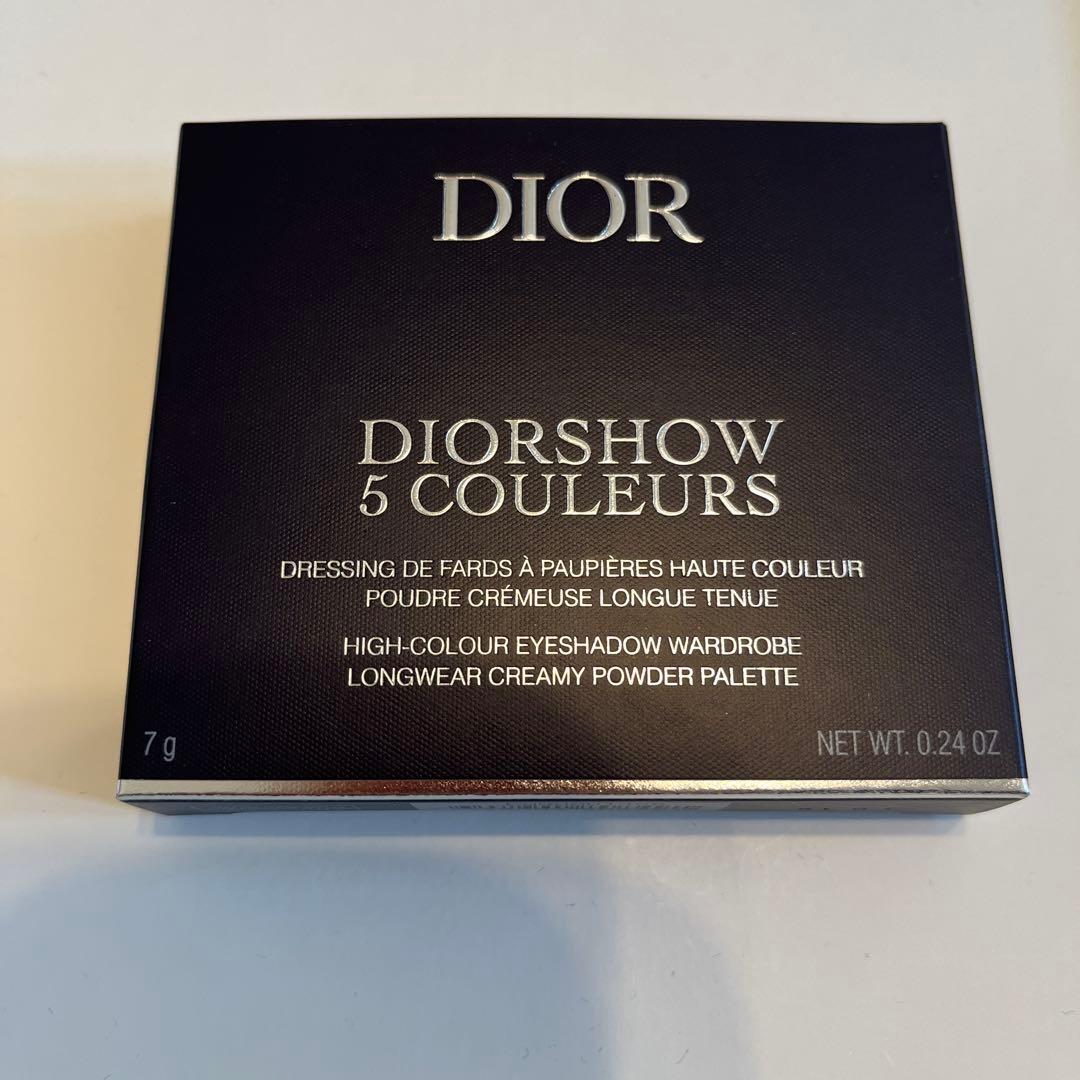 DIOR
DIORSHOW
5 COULEURS
DRESSING DE FARDS À PAUPIÈRES HAUTE COULEUR
POUDRE CRÉMEUSE LONGUE TENUE
HIGH-COLOUR EYESHADOW WARDROBE
LONGWEAR CREAMY POWDER PALETTE
7 g
NET WT. 0.24 OZ